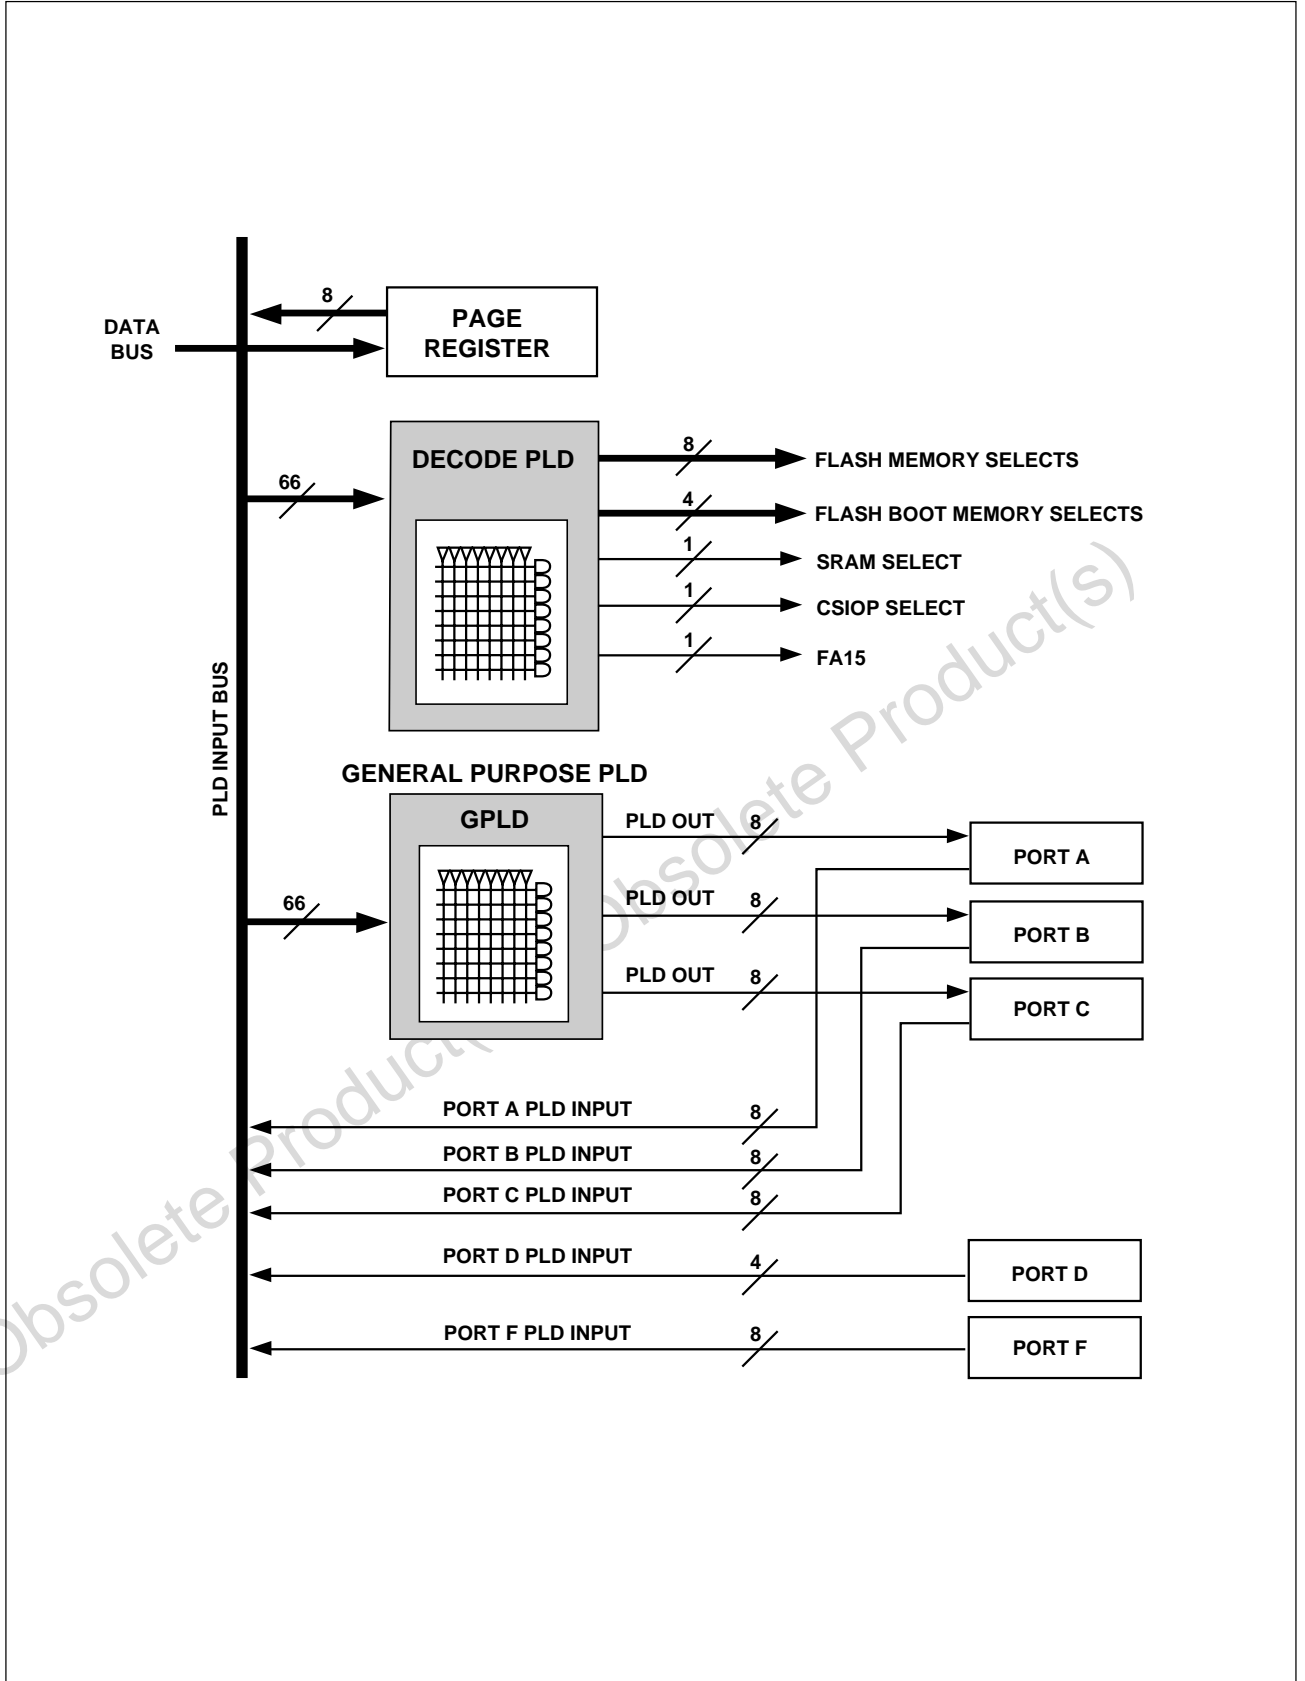 8
DATA
BUS
PAGE
REGISTER
DECODE PLD
66
8
FLASH MEMORY SELECTS
4
FLASH BOOT MEMORY SELECTS
1
SRAM SELECT
1
CSIOP SELECT
1
FA15
PLD INPUT BUS
GENERAL PURPOSE PLD
GPLD
66
PLD OUT
8
PORT A
PLD OUT
8
PORT B
PLD OUT
8
PORT C
PORT A PLD INPUT
8
PORT B PLD INPUT
8
PORT C PLD INPUT
8
PORT D PLD INPUT
4
PORT D
PORT F PLD INPUT
8
PORT F
Obsolete Product(s)
Obsolete Product(